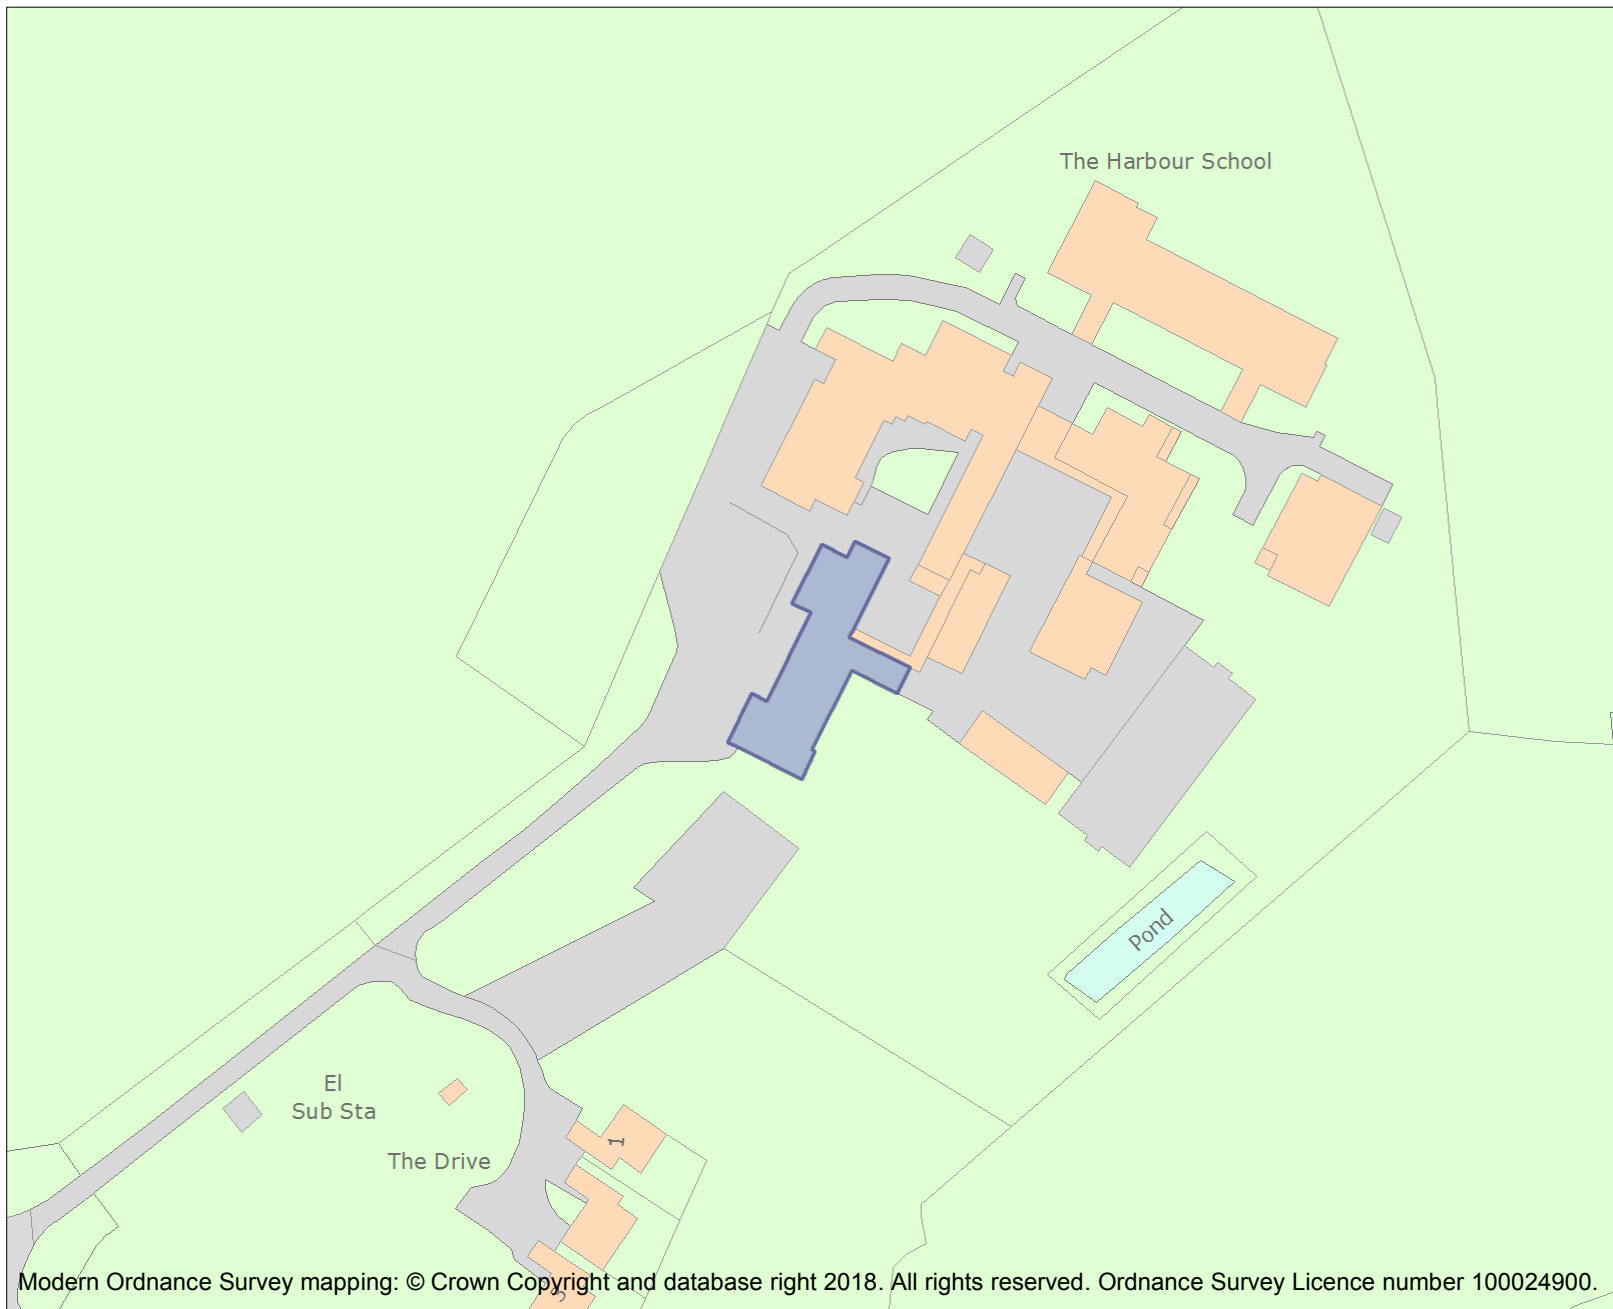 The Harbour School
Pond
El
Sub Sta
The Drive
1
Modern Ordnance Survey mapping: © Crown Copyright and database right 2018. All rights reserved. Ordnance Survey Licence number 100024900.